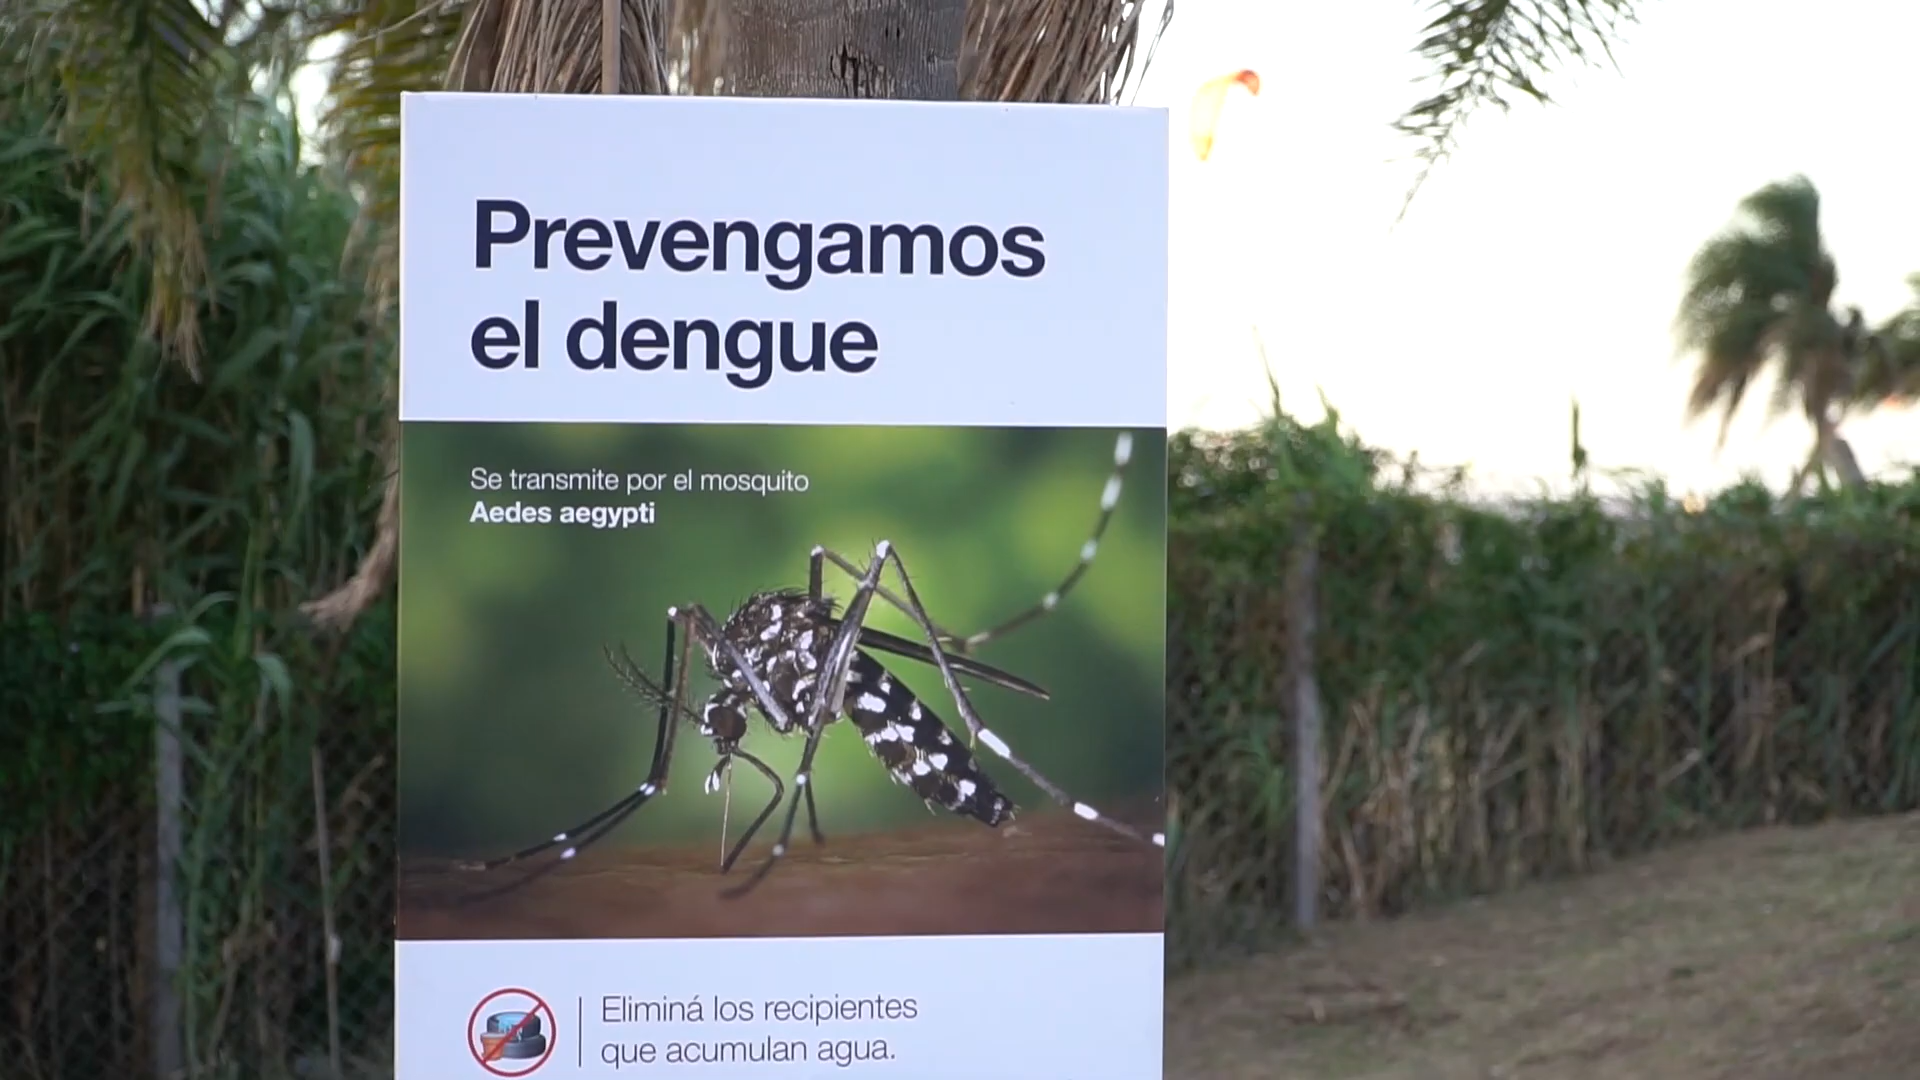 Prevengamos
el dengue
Se transmite por el mosquito
Aedes aegypti
Eliminá los recipientes
que acumulan agua.